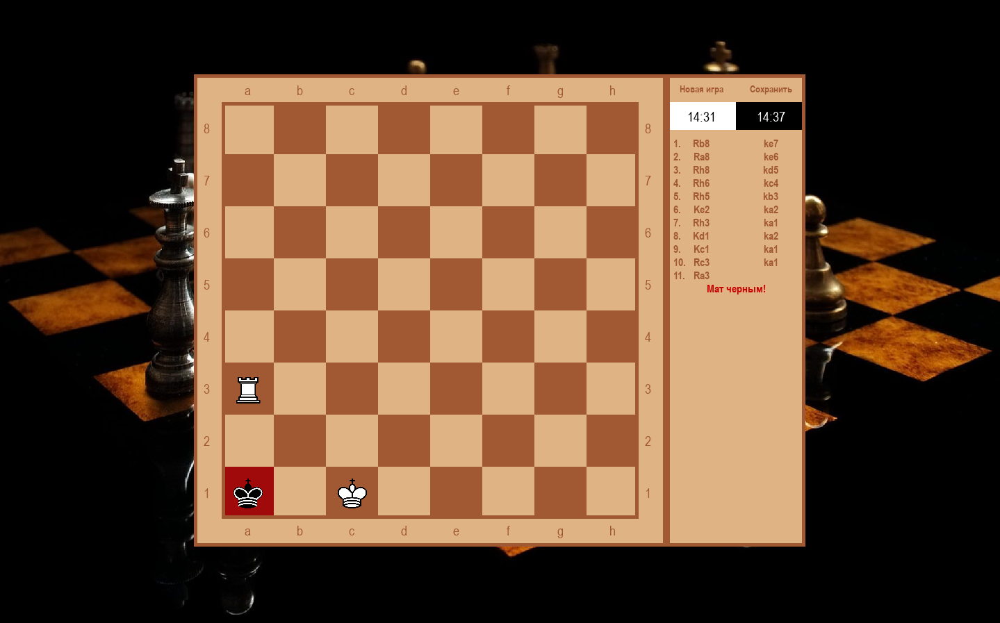 a b c d e f g h
Новая игра Сохранить
14:31 14:37
8 8
7 7
6 6
5 5
4 4
3 3
2 2
1 1
a b c d e f g h
1. Rb8 ke7
2. Ra8 ke6
3. Rh8 kd5
4. Rh6 kc4
5. Rh5 kb3
6. Ke2 ka2
7. Rh3 ka1
8. Kd1 ka2
9. Kc1 ka1
10. Rc3 ka1
11. Ra3
Мат черным!